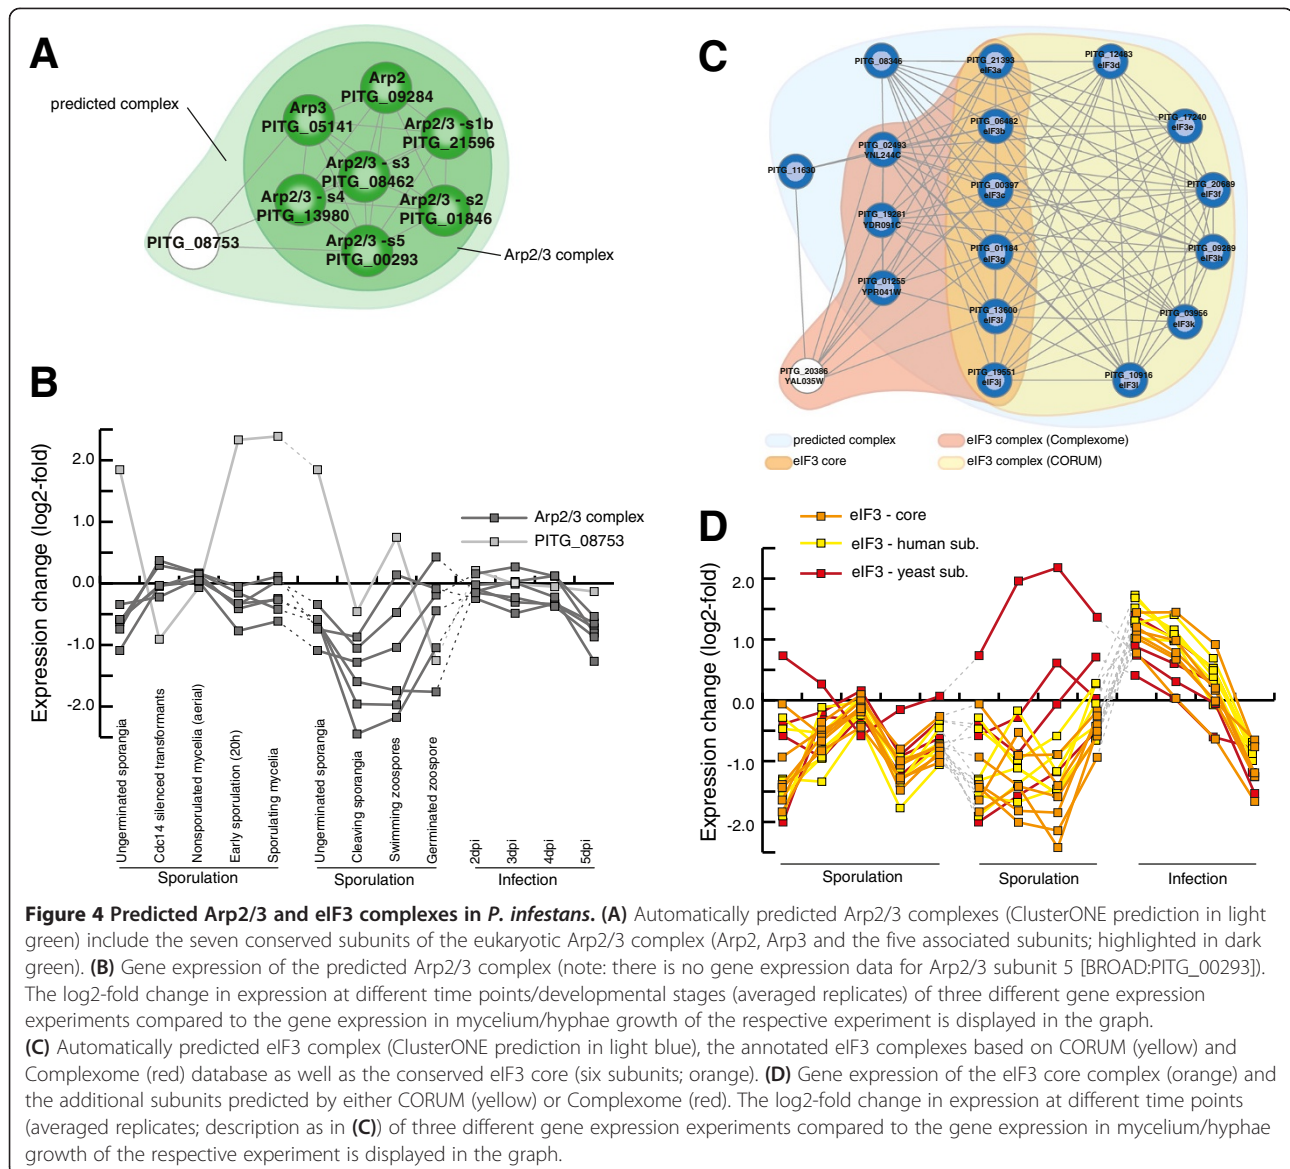 A
predicted complex
Arp2
PITG_09284
Arp3
PITG_05141
Arp2/3 -s1b
PITG_21596
Arp2/3 - s3
PITG_08462
Arp2/3 - s4
PITG_13980
Arp2/3 - s2
PITG_01846
PITG_08753
Arp2/3 -s5
PITG_00293
Arp2/3 complex
B
Expression change (log2-fold)
2.0
1.0
0.0
-1.0
-2.0
Arp2/3 complex
PITG_08753
Ungerminated sporangia
Cdc14 silenced transformants
Nonsporulated mycelia (aerial)
Early sporulation (20h)
Sporulating mycelia
Ungerminated sporangia
Cleaving sporangia
Swimming zoospores
Germinated zoospore
2dpi
3dpi
4dpi
5dpi
Sporulation
Sporulation
Infection
C
PITG_08346
PITG_21393
eIF3a
PITG_12483
eIF3d
PITG_06482
eIF3b
PITG_17240
eIF3e
PITG_02493
YNL244C
PITG_11630
PITG_00397
eIF3c
PITG_20689
eIF3f
PITG_19281
YDR091C
PITG_01184
eIF3g
PITG_09289
eIF3h
PITG_01255
YPR041W
PITG_13600
eIF3i
PITG_03956
eIF3k
PITG_20386
YAL035W
PITG_19551
eIF3j
PITG_10916
eIF3l
predicted complex
eIF3 complex (Complexome)
eIF3 core
eIF3 complex (CORUM)
D
eIF3 - core
eIF3 - human sub.
eIF3 - yeast sub.
Expression change (log2-fold)
2.0
1.0
0.0
-1.0
-2.0
Sporulation
Sporulation
Infection
Figure 4 Predicted Arp2/3 and eIF3 complexes in P. infestans. (A) Automatically predicted Arp2/3 complexes (ClusterONE prediction in light
green) include the seven conserved subunits of the eukaryotic Arp2/3 complex (Arp2, Arp3 and the five associated subunits; highlighted in dark
green). (B) Gene expression of the predicted Arp2/3 complex (note: there is no gene expression data for Arp2/3 subunit 5 [BROAD:PITG_00293]).
The log2-fold change in expression at different time points/developmental stages (averaged replicates) of three different gene expression
experiments compared to the gene expression in mycelium/hyphae growth of the respective experiment is displayed in the graph.
(C) Automatically predicted eIF3 complex (ClusterONE prediction in light blue), the annotated eIF3 complexes based on CORUM (yellow) and
Complexome (red) database as well as the conserved eIF3 core (six subunits; orange). (D) Gene expression of the eIF3 core complex (orange) and
the additional subunits predicted by either CORUM (yellow) or Complexome (red). The log2-fold change in expression at different time points
(averaged replicates; description as in (C)) of three different gene expression experiments compared to the gene expression in mycelium/hyphae
growth of the respective experiment is displayed in the graph.